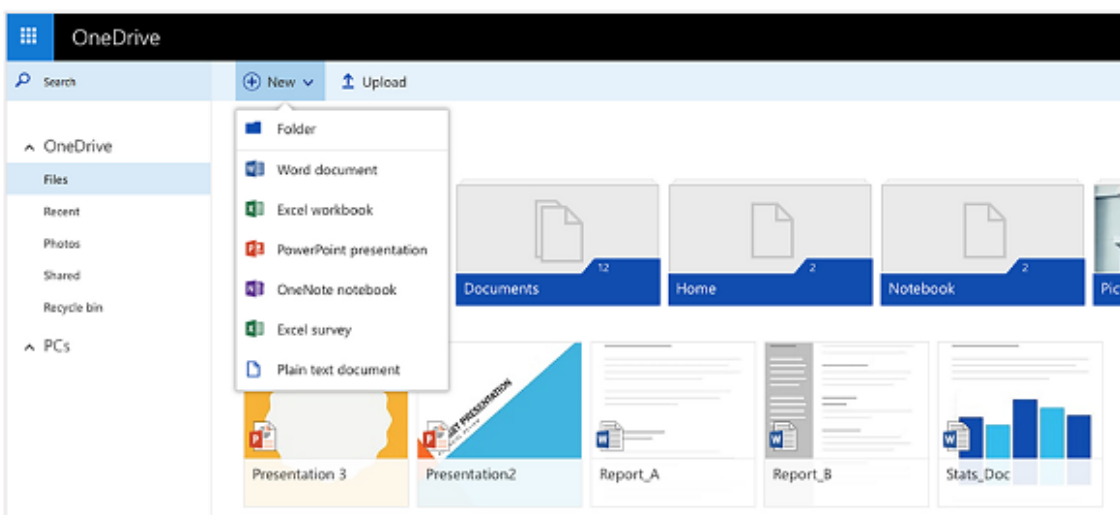 OneDrive
Search
New
Upload
OneDrive
Files
Recent
Photos
Shared
Recycle bin
PCs
Folder
Word document
Excel workbook
PowerPoint presentation
OneNote notebook
Excel survey
Plain text document
12
Documents
2
Home
2
Notebook
Pic
PRESENTATION
Presentation 3
Presentation2
Report_A
Report_B
Stats_Doc